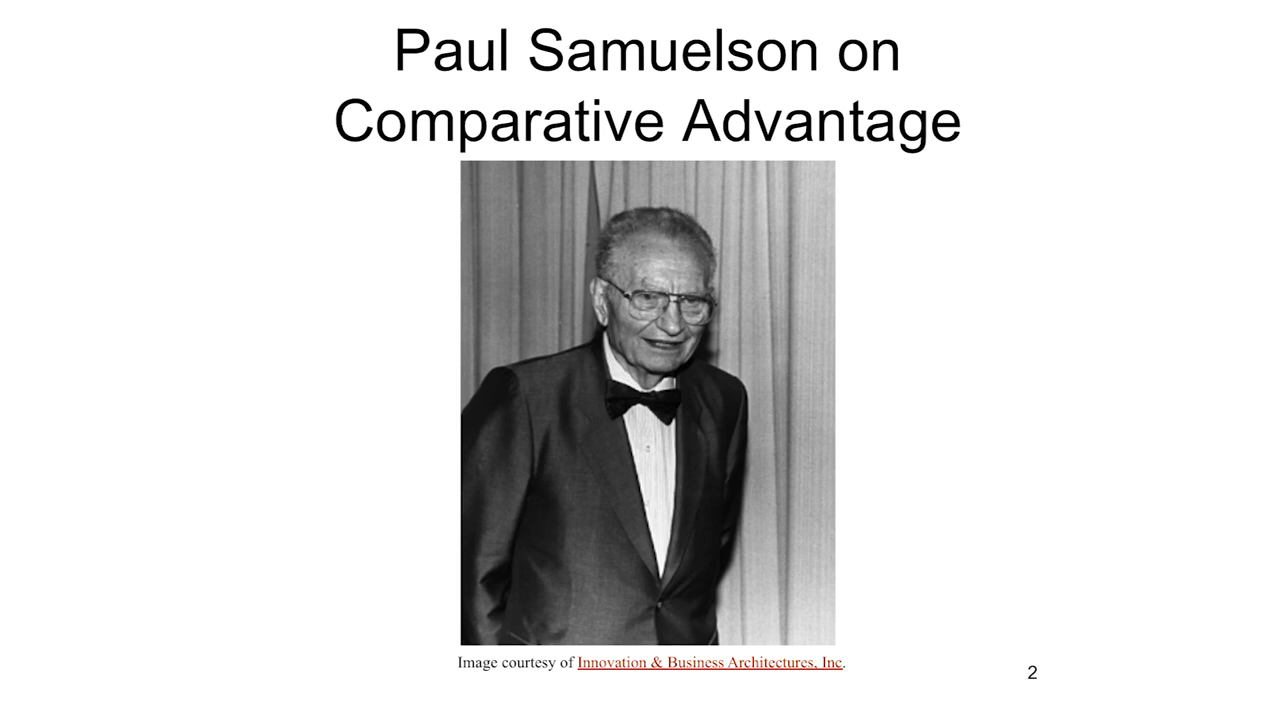 Paul Samuelson on
Comparative Advantage
Image courtesy of Innovation & Business Architectures, Inc.
2